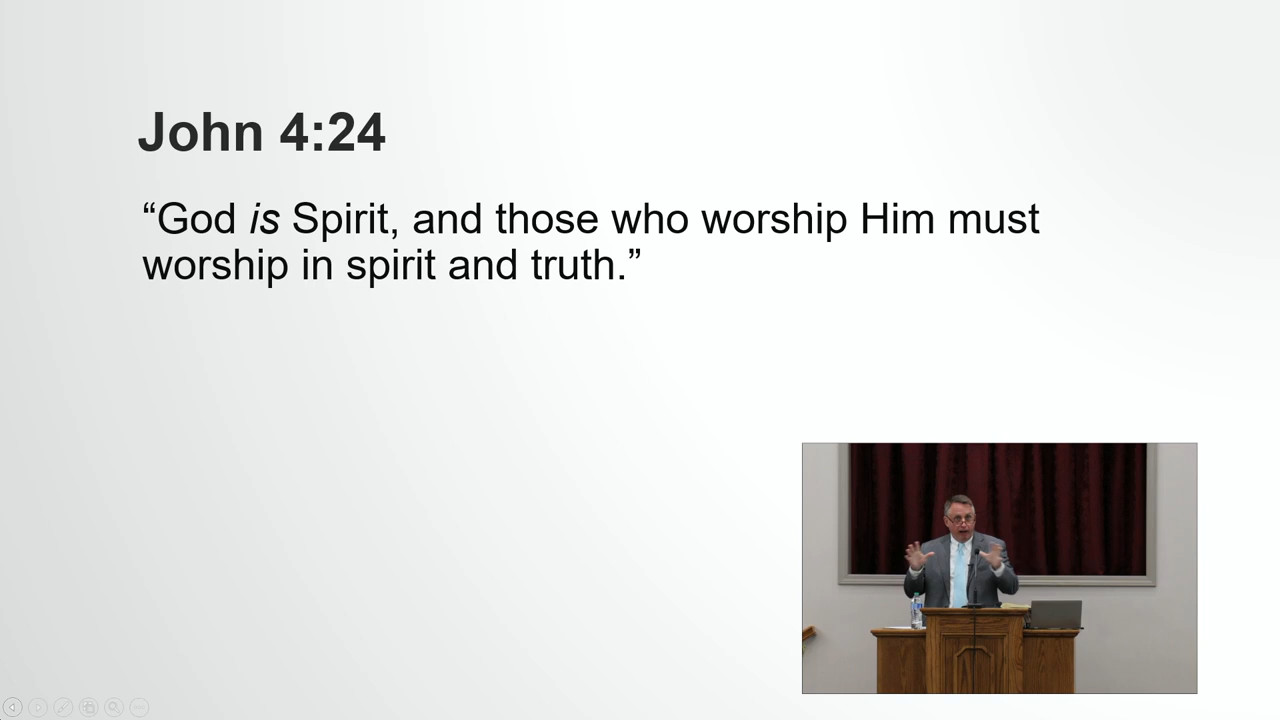 John 4:24
“God is Spirit, and those who worship Him must
worship in spirit and truth.”